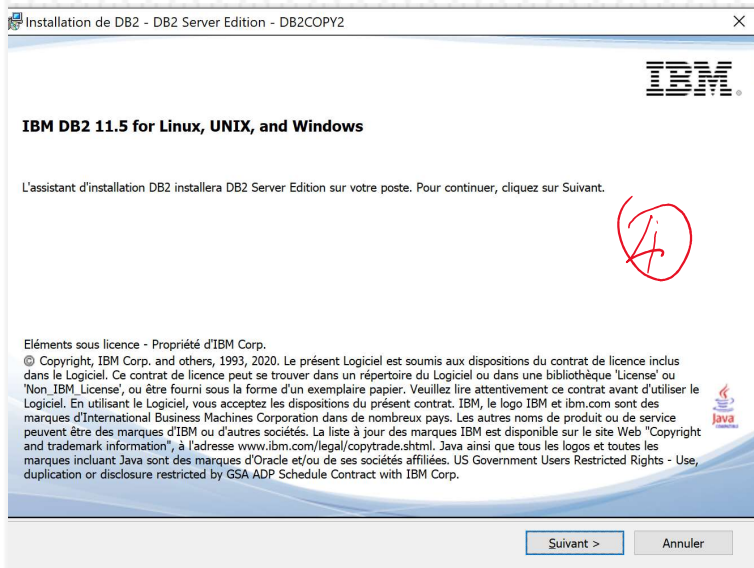 Installation de DB2 - DB2 Server Edition - DB2COPY2
IBM®
IBM DB2 11.5 for Linux, UNIX, and Windows
L'assistant d'installation DB2 installera DB2 Server Edition sur votre poste. Pour continuer, cliquez sur Suivant.
4
Eléments sous licence - Propriété d'IBM Corp.
© Copyright, IBM Corp. and others, 1993, 2020. Le présent Logiciel est soumis aux dispositions du contrat de licence inclus
dans le Logiciel. Ce contrat de licence peut se trouver dans un répertoire du Logiciel ou dans une bibliothèque 'License' ou
'Non_IBM_License', ou être fourni sous la forme d'un exemplaire papier. Veuillez lire attentivement ce contrat avant d'utiliser le
Logiciel. En utilisant le Logiciel, vous acceptez les dispositions du présent contrat. IBM, le logo IBM et ibm.com sont des
marques d'International Business Machines Corporation dans de nombreux pays. Les autres noms de produit ou de service
peuvent être des marques d'IBM ou d'autres sociétés. La liste à jour des marques IBM est disponible sur le site Web "Copyright
and trademark information", à l'adresse www.ibm.com/legal/copytrade.shtml. Java ainsi que tous les logos et toutes les
marques incluant Java sont des marques d'Oracle et/ou de ses sociétés affiliées. US Government Users Restricted Rights - Use,
duplication or disclosure restricted by GSA ADP Schedule Contract with IBM Corp.
Java
COMPATIBLE
Suivant >
Annuler